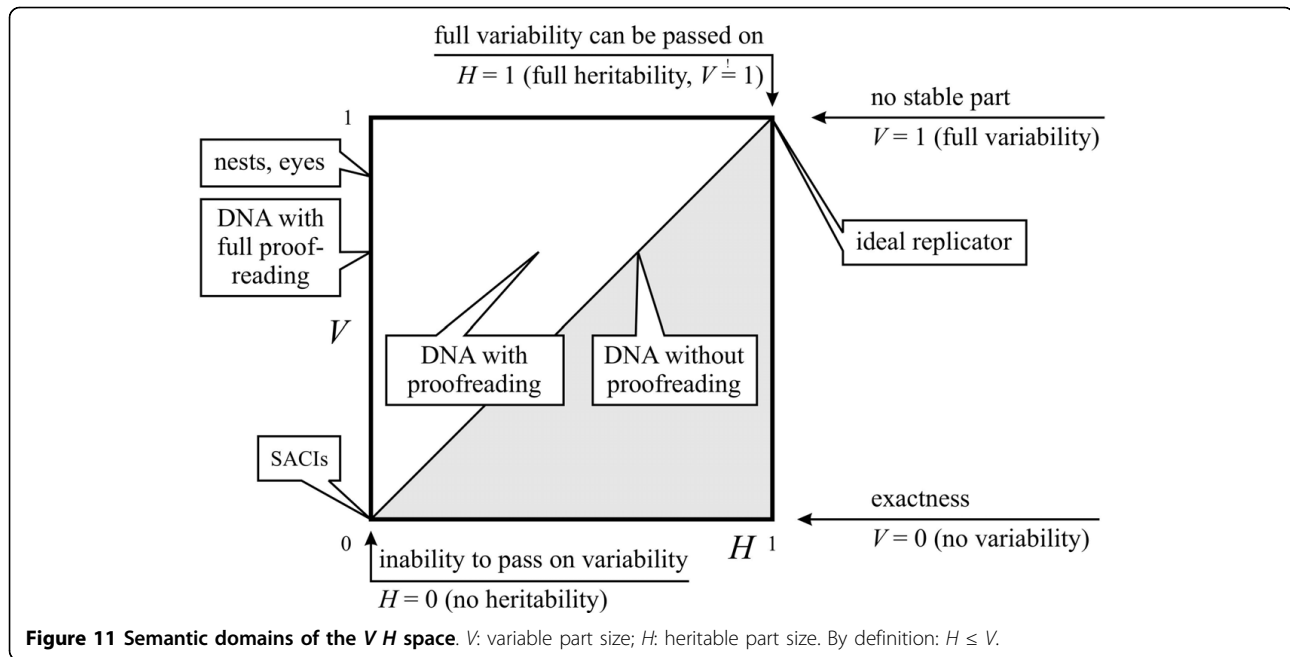 full variability can be passed on
H = 1 (full heritability, V =! 1)
no stable part
V = 1 (full variability)
1
nests, eyes
DNA with
full proof-
reading
ideal replicator
V
DNA with
proofreading
DNA without
proofreading
SACIs
exactness
V = 0 (no variability)
0
H
1
inability to pass on variability
H = 0 (no heritability)
Figure 11 Semantic domains of the V H space. V: variable part size; H: heritable part size. By definition: H ≤ V.